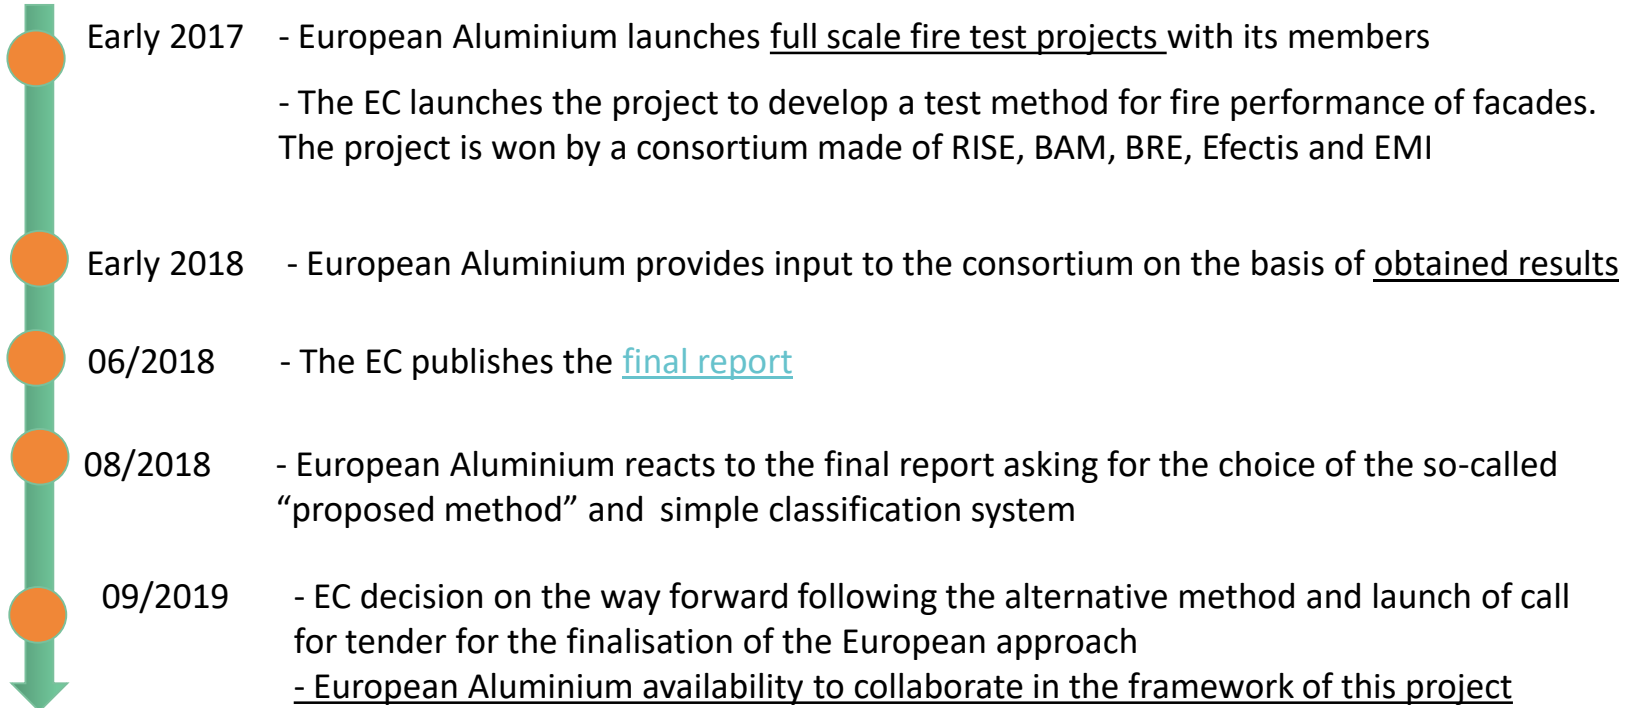 Early 2017 - European Aluminium launches full scale fire test projects with its members
- The EC launches the project to develop a test method for fire performance of facades.
The project is won by a consortium made of RISE, BAM, BRE, Efectis and EMI
Early 2018 - European Aluminium provides input to the consortium on the basis of obtained results
06/2018 - The EC publishes the final report
08/2018 - European Aluminium reacts to the final report asking for the choice of the so-called
“proposed method” and simple classification system
09/2019 - EC decision on the way forward following the alternative method and launch of call
for tender for the finalisation of the European approach
- European Aluminium availability to collaborate in the framework of this project